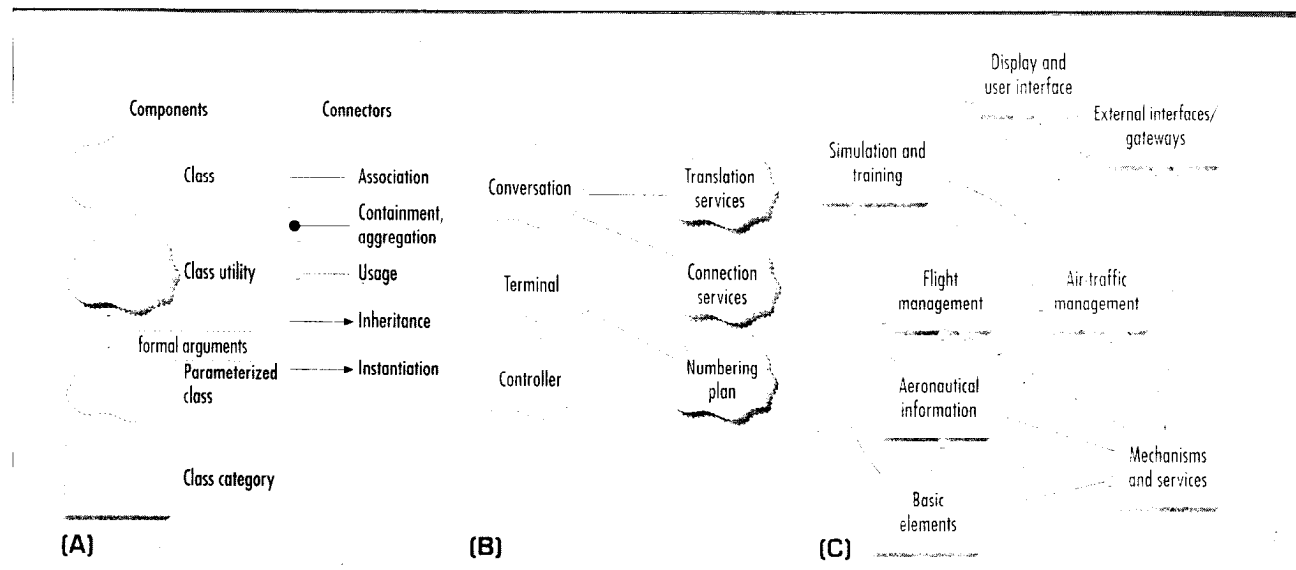 Components
Connectors
Class
Association
Containment,
aggregation
Class utility
Usage
Inheritance
formal arguments
Parameterized
class
Instantiation
Class category
(A)
Conversation
Translation
services
Terminal
Connection
services
Controller
Numbering
plan
(B)
Display and
user interface
External interfaces/
gateways
Simulation and
training
Flight
management
Air-traffic
management
Aeronautical
information
Mechanisms
and services
Basic
elements
(C)